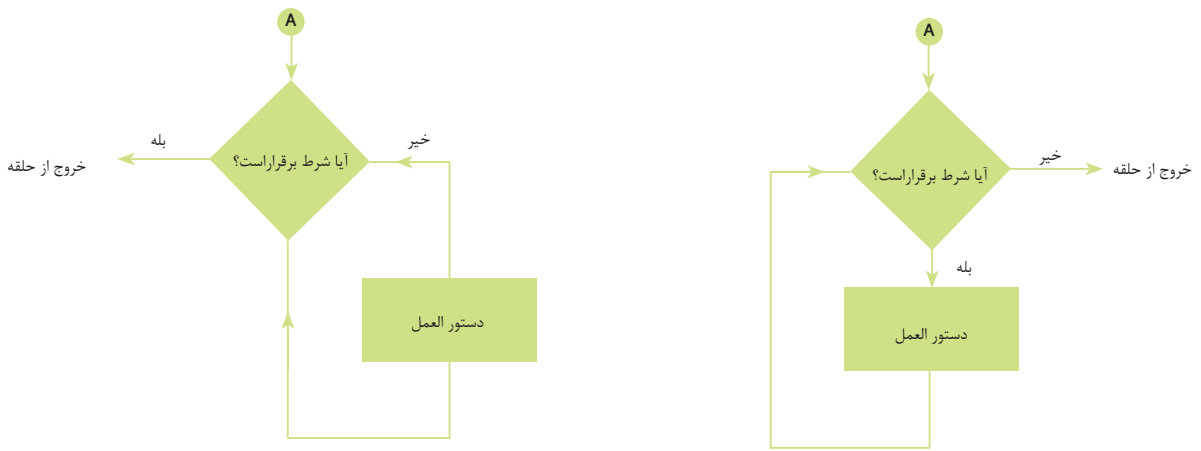 A
آیا شرط برقراراست؟
خیر
خروج از حلقه
بله
دستور العمل
A
آیا شرط برقراراست؟
خیر
بله
خروج از حلقه
دستور العمل